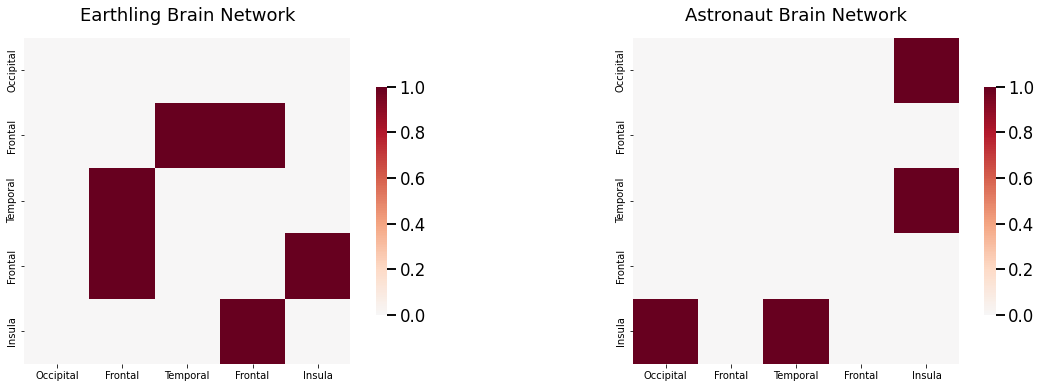 Earthling Brain Network
Astronaut Brain Network
Occipital
Frontal
Temporal
Frontal
Insula
Occipital Frontal Temporal Frontal Insula
1.0
0.8
0.6
0.4
0.2
0.0
Occipital
Frontal
Temporal
Frontal
Insula
Occipital Frontal Temporal Frontal Insula
1.0
0.8
0.6
0.4
0.2
0.0